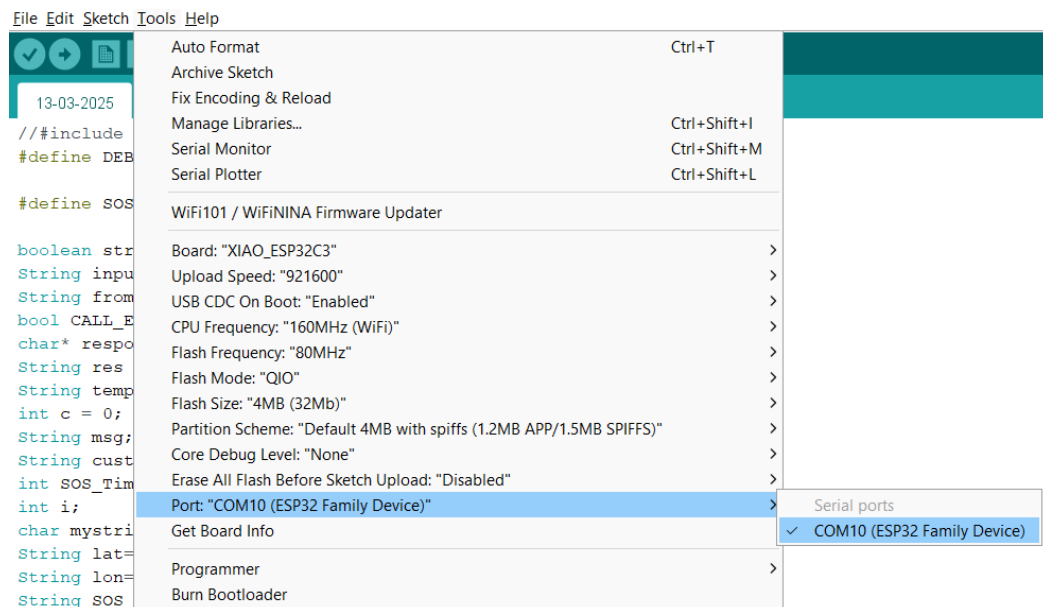 File Edit Sketch Tools Help
Auto Format Ctrl+T
Archive Sketch
Fix Encoding & Reload
Manage Libraries... Ctrl+Shift+I
Serial Monitor Ctrl+Shift+M
Serial Plotter Ctrl+Shift+L
WiFi101 / WiFiNINA Firmware Updater
Board: "XIAO_ESP32C3"
Upload Speed: "921600"
USB CDC On Boot: "Enabled"
CPU Frequency: "160MHz (WiFi)"
Flash Frequency: "80MHz"
Flash Mode: "QIO"
Flash Size: "4MB (32Mb)"
Partition Scheme: "Default 4MB with spiffs (1.2MB APP/1.5MB SPIFFS)"
Core Debug Level: "None"
Erase All Flash Before Sketch Upload: "Disabled"
Port: "COM10 (ESP32 Family Device)"
Get Board Info
Programmer
Burn Bootloader
Serial ports
COM10 (ESP32 Family Device)
13-03-2025
//#include
#define DEB
#define SOS
boolean str
String inpu
String from
bool CALL_E
char* respo
String res
String temp
int c = 0;
String msg;
String cust
int SOS_Tim
int i;
char mystri
String lat=
String lon=
String SOS